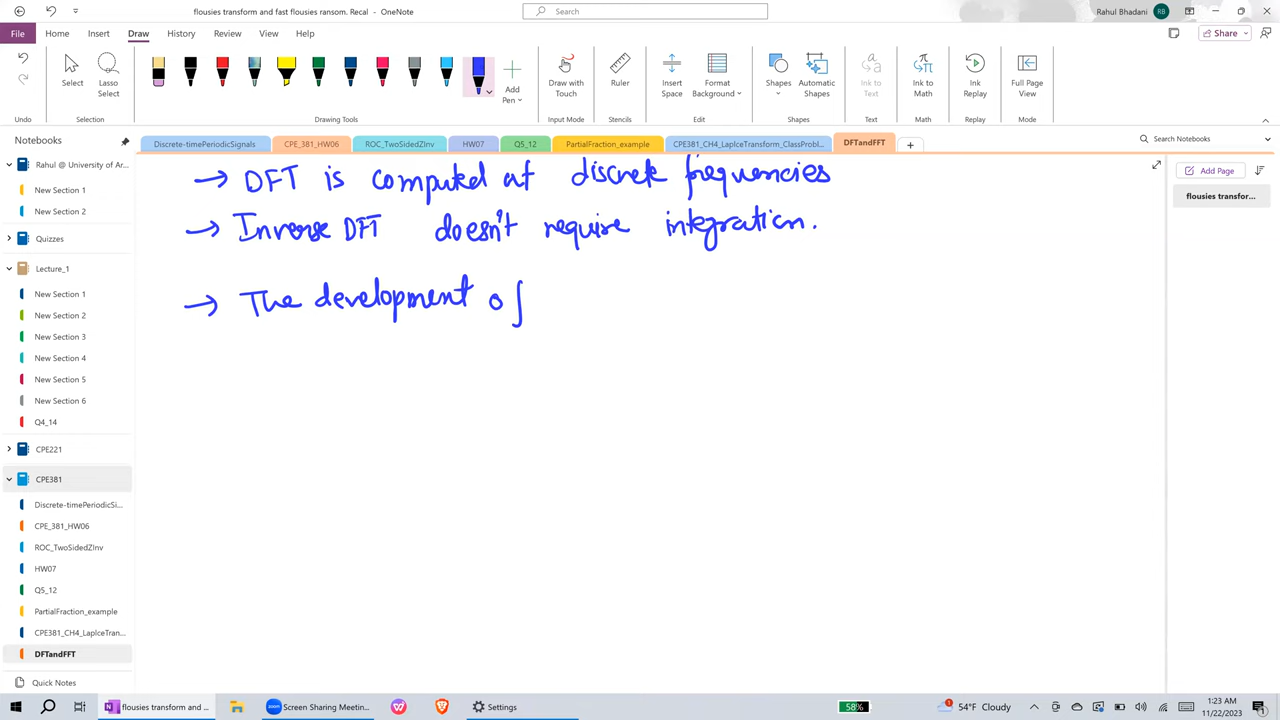 flousies transform and fast flousies ransom. Recal - OneNote
Search
Rahul Bhadani
RB
File
Home
Insert
Draw
History
Review
View
Help
Share
Select
Lasso Select
Add Pen
Draw with Touch
Ruler
Insert Space
Format Background
Shapes
Automatic Shapes
Ink to Text
Ink to Math
Ink Replay
Full Page View
Undo
Selection
Drawing Tools
Input Mode
Stencils
Edit
Shapes
Text
Math
Replay
Mode
Notebooks
Discrete-timePeriodicSignals
CPE_381_HW06
ROC_TwoSidedZInv
HW07
Q5_12
PartialFraction_example
CPE381_CH4_LaplceTransform_ClassProbl...
DFTandFFT
Search Notebooks
Rahul @ University of Ar...
New Section 1
New Section 2
Quizzes
Lecture_1
New Section 1
New Section 2
New Section 3
New Section 4
New Section 5
New Section 6
Q4_14
CPE221
CPE381
Discrete-timePeriodicSi...
CPE_381_HW06
ROC_TwoSidedZInv
HW07
Q5_12
PartialFraction_example
CPE381_CH4_LaplceTran...
DFTandFFT
Quick Notes
→ DFT is computed at discrete frequencies
→ Inverse DFT doesn't require integration.
→ The development of
Add Page
flousies transfor...
flousies transform and ...
Screen Sharing Meetin...
Settings
58%
54°F Cloudy
1:23 AM
11/22/2023